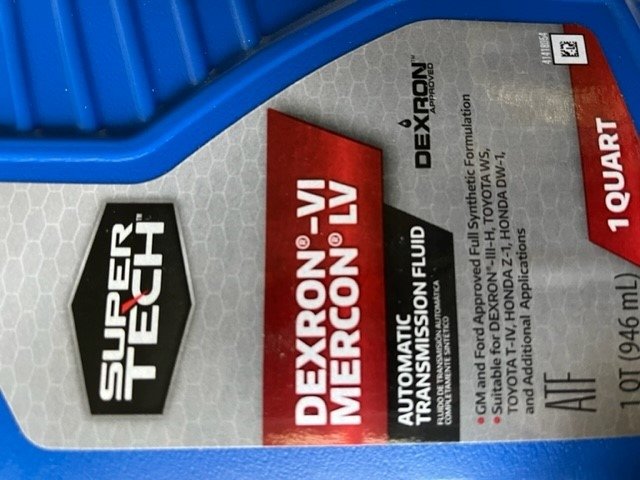 SUPER
TECH™
DEXRON®-VI
MERCON® LV
AUTOMATIC
TRANSMISSION FLUID
FLUIDO DE TRANSMISIÓN AUTOMÁTICA
COMPLETAMENTE SINTÉTICO
DEXRON™
APPROVED
• GM and Ford Approved Full Synthetic Formulation
• Suitable for DEXRON®-III-H, TOYOTA WS,
TOYOTA T-IV, HONDA Z-1, HONDA DW-1,
and Additional Applications
ATF
1 QUART
1 QT (946 mL)